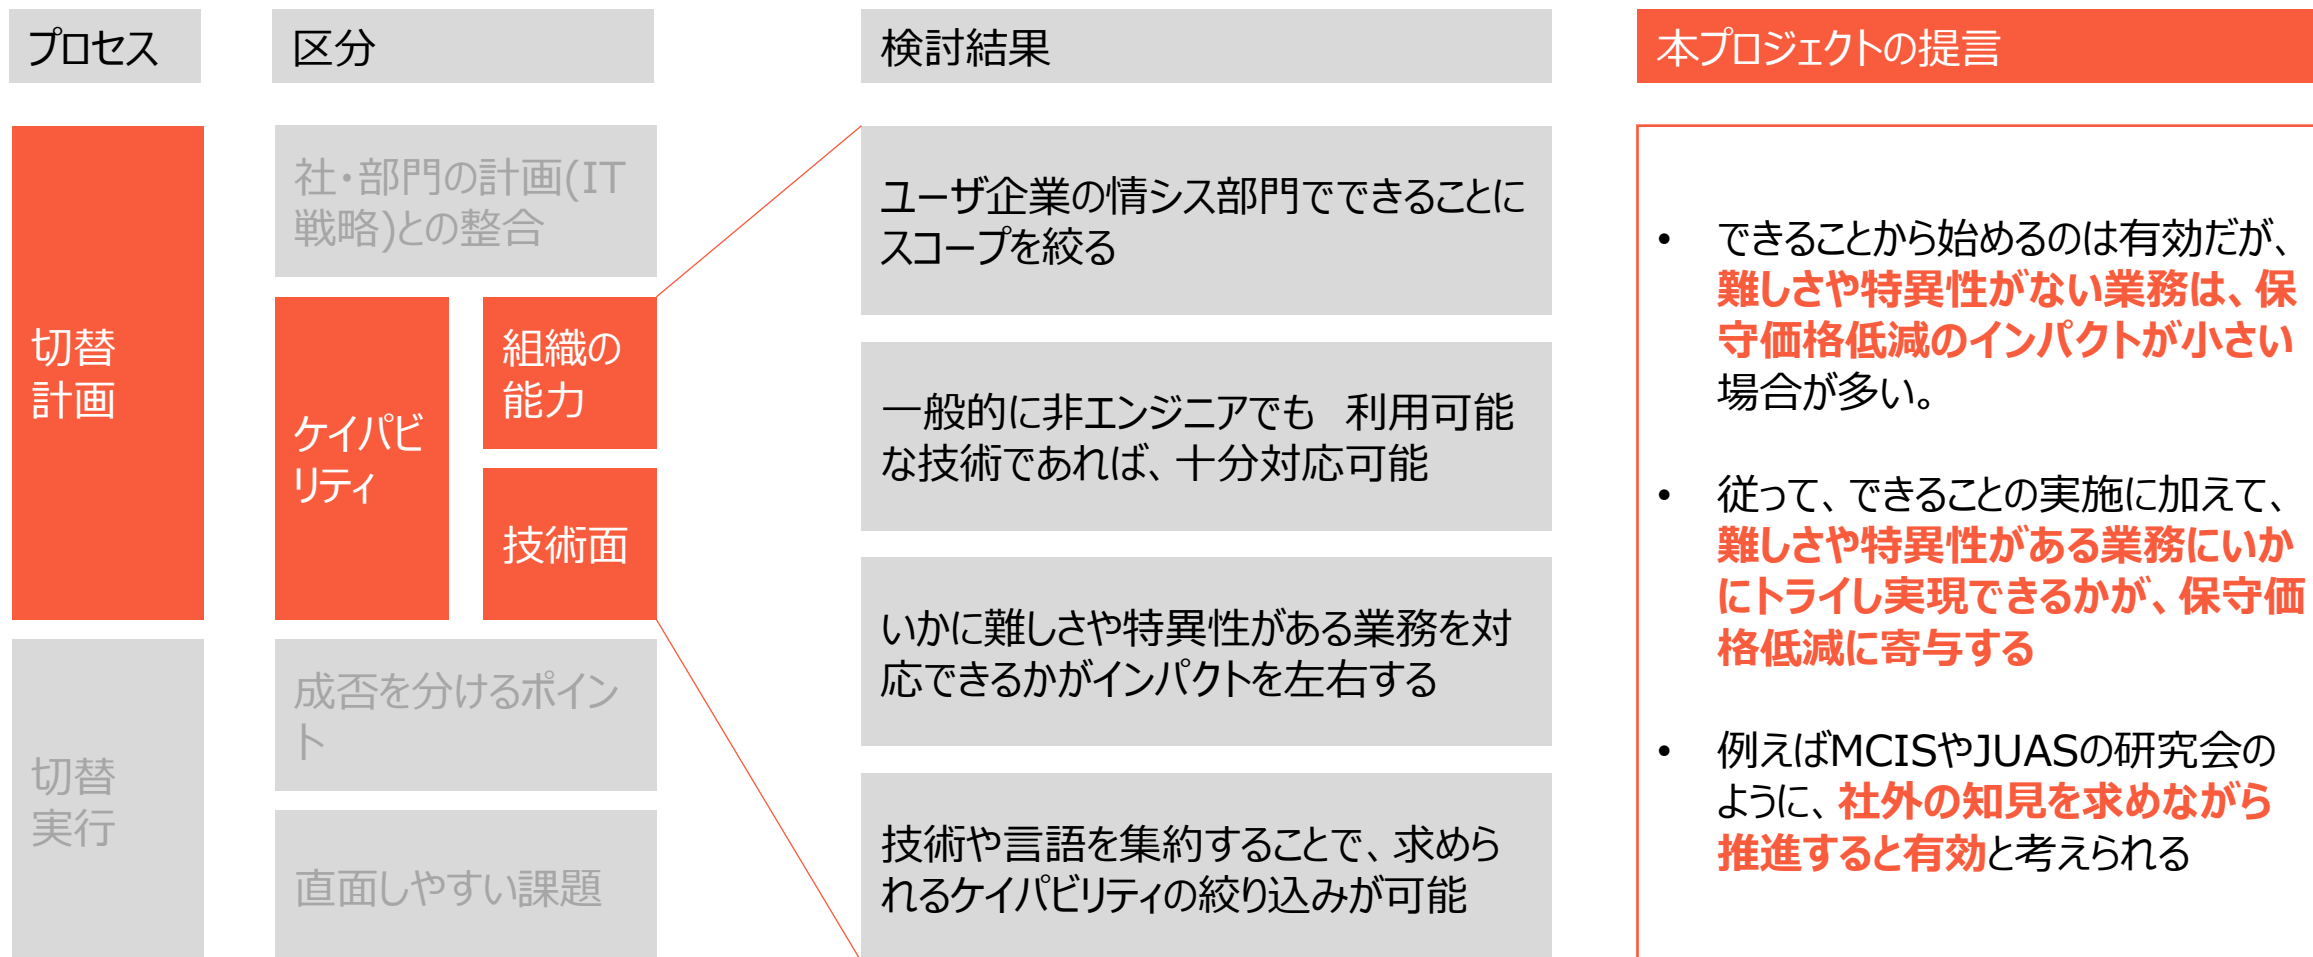 プロセス
区分
検討結果
本プロジェクトの提言
切替
計画
社・部門の計画(IT
戦略)との整合
ケイパビ
リティ
組織の
能力
技術面
切替
実行
成否を分けるポイン
ト
直面しやすい課題
ユーザ企業の情シス部門でできることに
スコープを絞る
一般的に非エンジニアでも　利用可能
な技術であれば、十分対応可能
いかに難しさや特異性がある業務を対
応できるかがインパクトを左右する
技術や言語を集約することで、求めら
れるケイパビリティの絞り込みが可能
• できることから始めるのは有効だが、
難しさや特異性がない業務は、保
守価格低減のインパクトが小さい
場合が多い。
• 従って、できることの実施に加えて、
難しさや特異性がある業務にいか
にトライし実現できるかが、保守価
格低減に寄与する
• 例えばMCISやJUASの研究会の
ように、社外の知見を求めながら
推進すると有効と考えられる